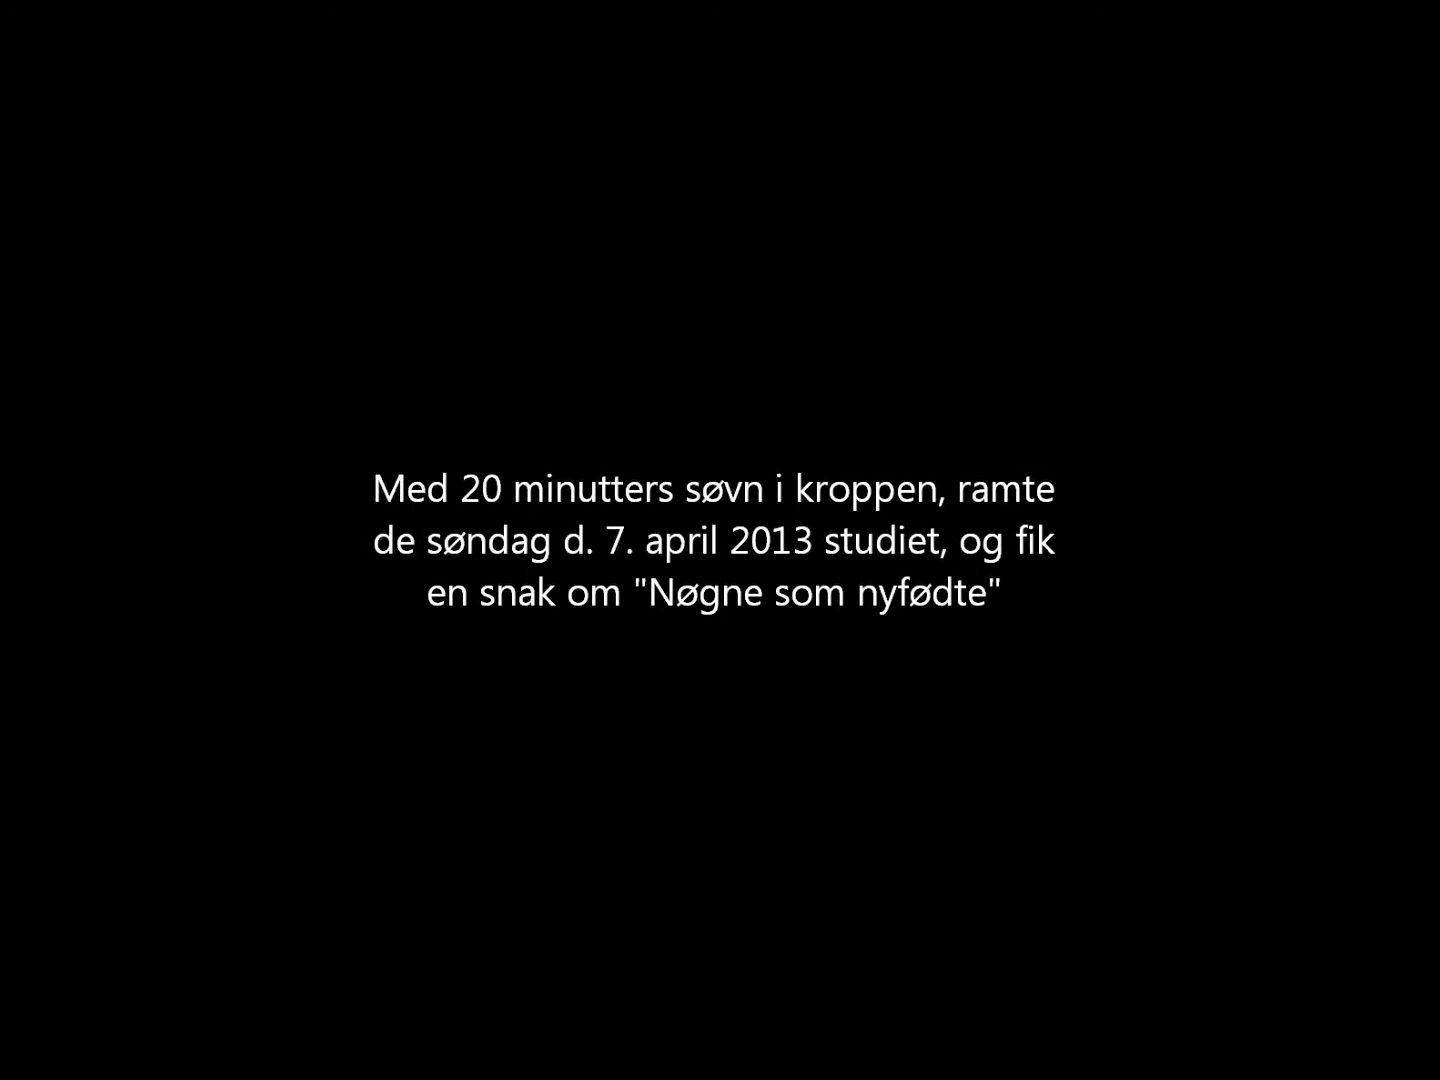 Med 20 minutters søvn i kroppen, ramte
de søndag d. 7. april 2013 studiet, og fik
en snak om "Nøgne som nyfødte"